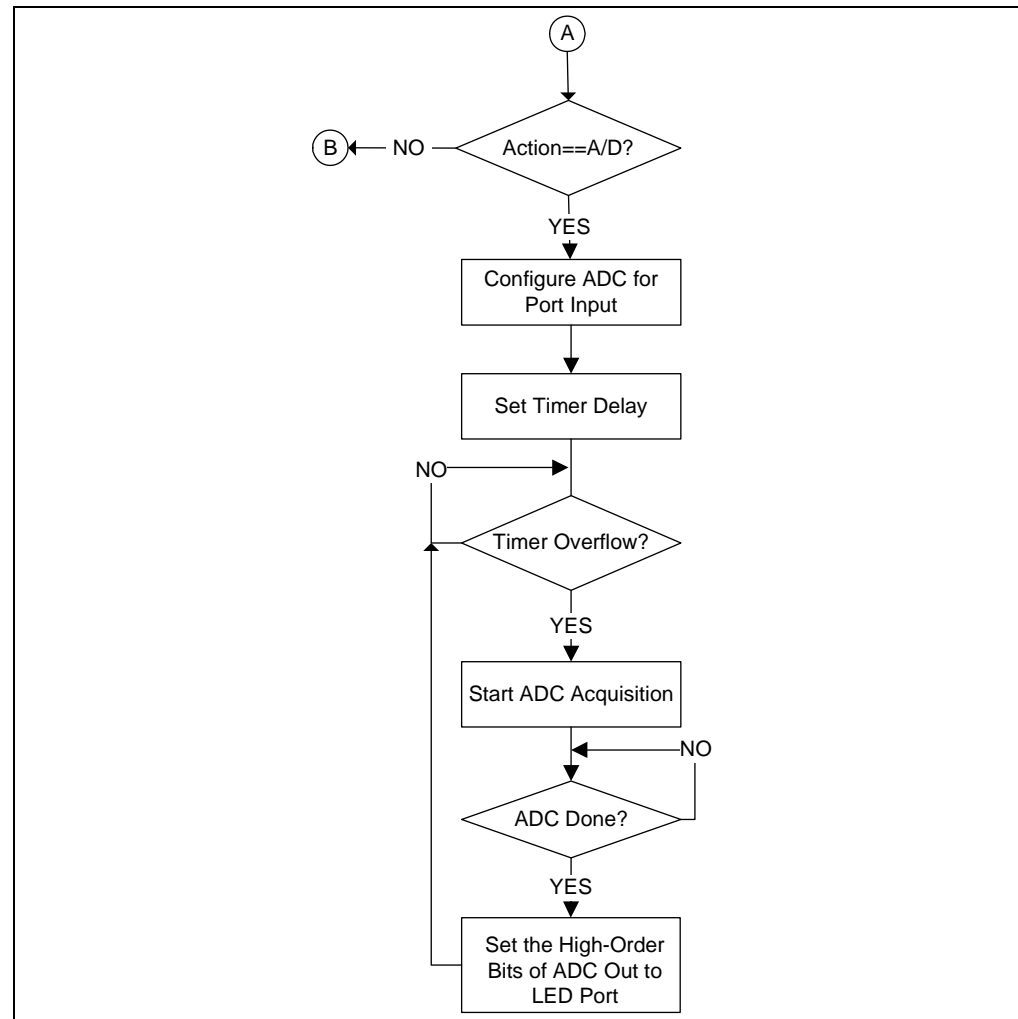 A
Action==A/D?
NO
B
YES
Configure ADC for
Port Input
Set Timer Delay
NO
Timer Overflow?
YES
Start ADC Acquisition
NO
ADC Done?
YES
Set the High-Order
Bits of ADC Out to
LED Port